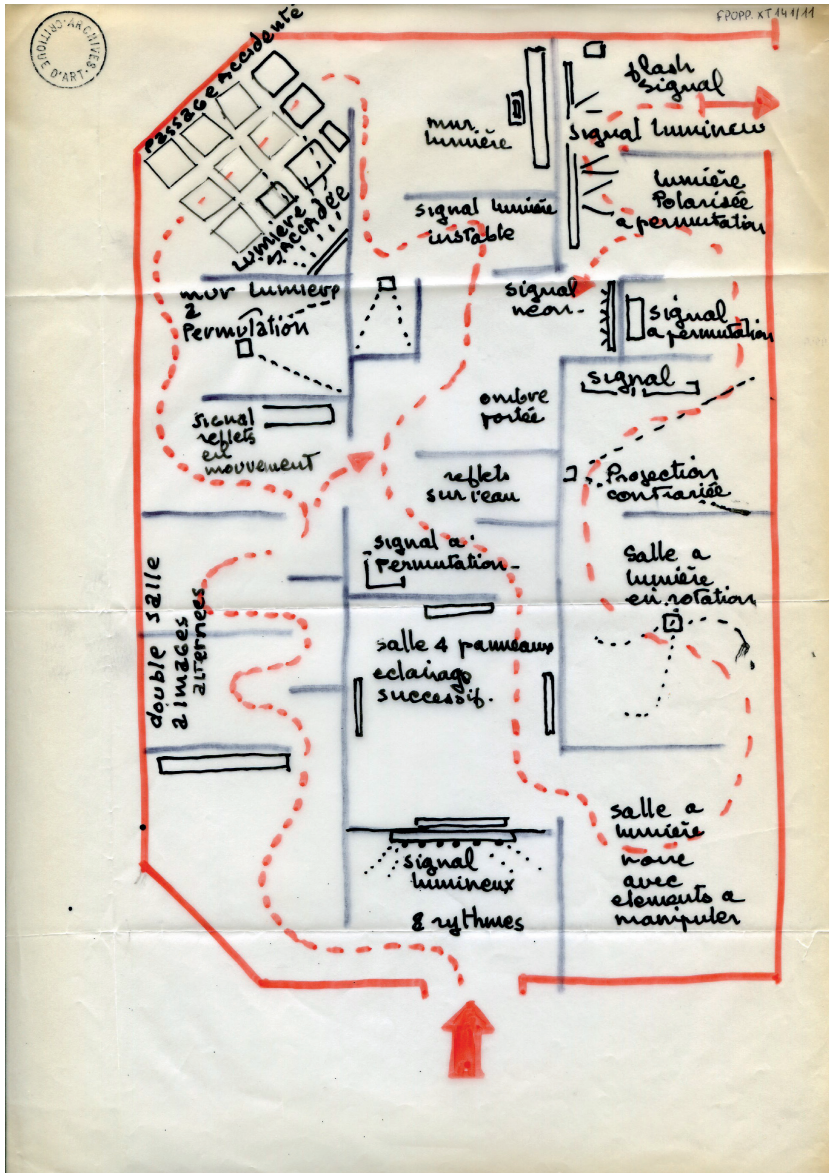 FPOPP. XT 141/11
ARCHIVES · CRITIQUE D'ART ·
Passage Accidenté
Lumière
SACCADÉE
mur
lumière
flash
signal
signal lumineux
lumière
Polarisée
a permutation
signal lumière
instable
mur lumière
a
Permutation
signal
néon-
signal
a permutation
signal
ombre
portée
signal
reflets
en
mouvement
reflets
sur l'eau
Projection
contrariée
signal a
permutation-
salle a
lumière
en rotation
double salle
a images
alternées
salle 4 panneaux
eclairage
successif.
signal
lumineux
8 rythmes
salle a
lumière
noire
avec
elements a
manipuler